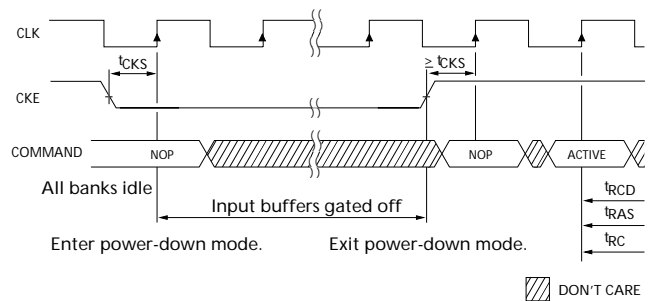 CLK
tCKS
≥ tCKS
CKE
COMMAND
NOP
NOP
ACTIVE
All banks idle
tRCD
Input buffers gated off
tRAS
Enter power-down mode.
Exit power-down mode.
tRC
DON'T CARE